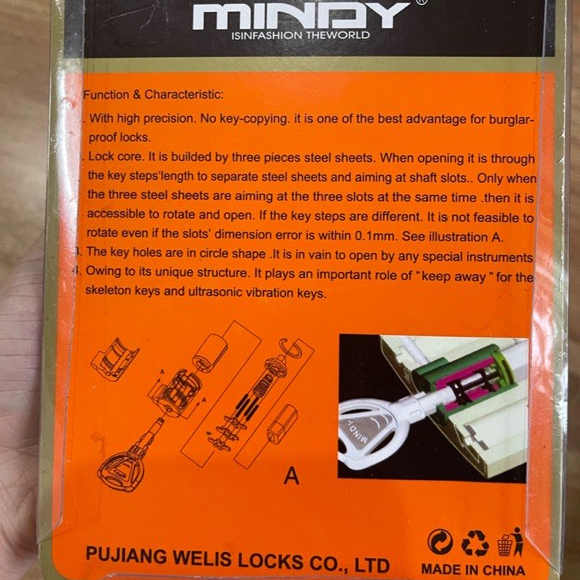 MINDY®
ISINFASHION THEWORLD
Function & Characteristic:
. With high precision. No key-copying. it is one of the best advantage for burglar-
proof locks.
. Lock core. It is builded by three pieces steel sheets. When opening it is through
the key steps'length to separate steel sheets and aiming at shaft slots.. Only when
the three steel sheets are aiming at the three slots at the same time .then it is
accessible to rotate and open. If the key steps are different. It is not feasible to
rotate even if the slots' dimension error is within 0.1mm. See illustration A.
3. The key holes are in circle shape .It is in vain to open by any special instruments
4. Owing to its unique structure. It plays an important role of “keep away” for the
skeleton keys and ultrasonic vibration keys.
A
A
A
MINDY
PUJIANG WELIS LOCKS CO., LTD
MADE IN CHINA